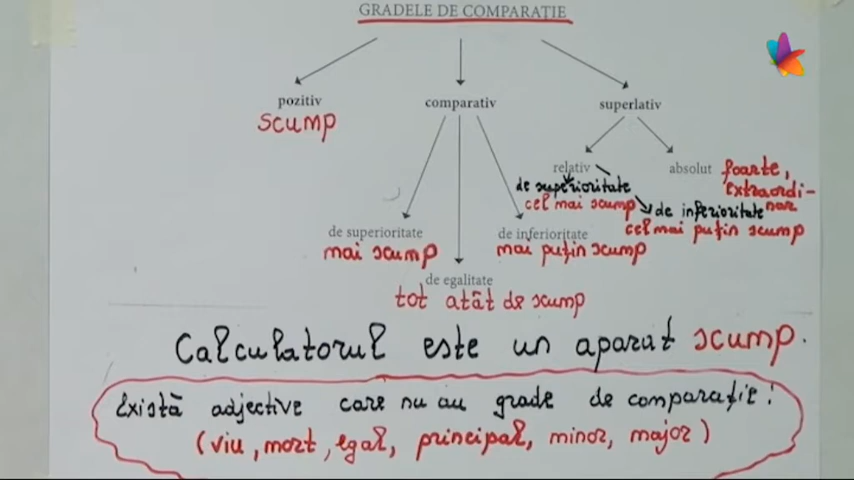 GRADELE DE COMPARAȚIE
pozitiv
scump
comparativ
superlativ
relativ
absolut foarte,
extraordi-
nar
de superioritate
cel mai scump
de inferioritate
cel mai puțin scump
de superioritate
mai scump
de inferioritate
mai puțin scump
de egalitate
tot atât de scump
Calculatorul este un aparat scump.
Există adjective care nu au grade de comparație:
(viu, mort, egal, principal, minor, major)